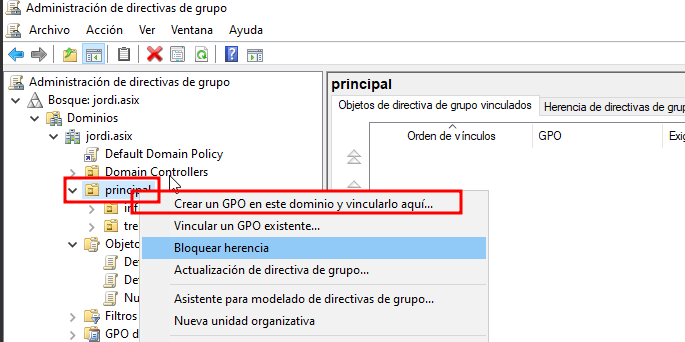 Administración de directivas de grupo
Archivo Acción Ver Ventana Ayuda
Administración de directivas de grupo
Bosque: jordi.asix
Dominios
jordi.asix
Default Domain Policy
Domain Controllers
principal
inf
tre
Objeto
De
De
Nu
Filtros
GPO d
Crear un GPO en este dominio y vincularlo aquí...
Vincular un GPO existente...
Bloquear herencia
Actualización de directiva de grupo...
Asistente para modelado de directivas de grupo...
Nueva unidad organizativa
principal
Objetos de directiva de grupo vinculados
Herencia de directivas de grup
Orden de vínculos GPO Exig